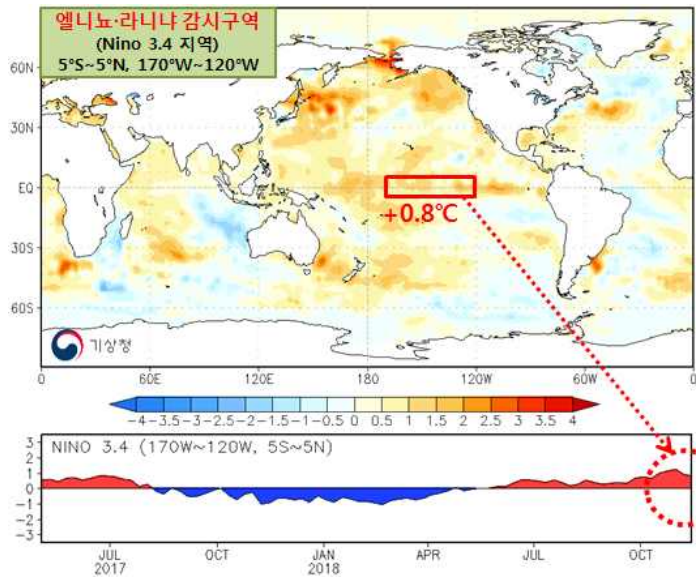 엘니뇨·라니냐 감시구역
(Nino 3.4 지역)
5°S~5°N, 170°W~120°W
60N
30N
EQ
30S
60S
+0.8℃
기상청
0 60E 120E 180 120W 60W 0
-4 -3 -2.5 -2 -1.5 -1 -0.5 0 0.5 1 1.5 2 2.5 3 4
NINO 3.4 (170W~120W, 5S~5N)
3
2
1
0
-1
-2
-3
JUL OCT JAN APR JUL OCT
2017 2018